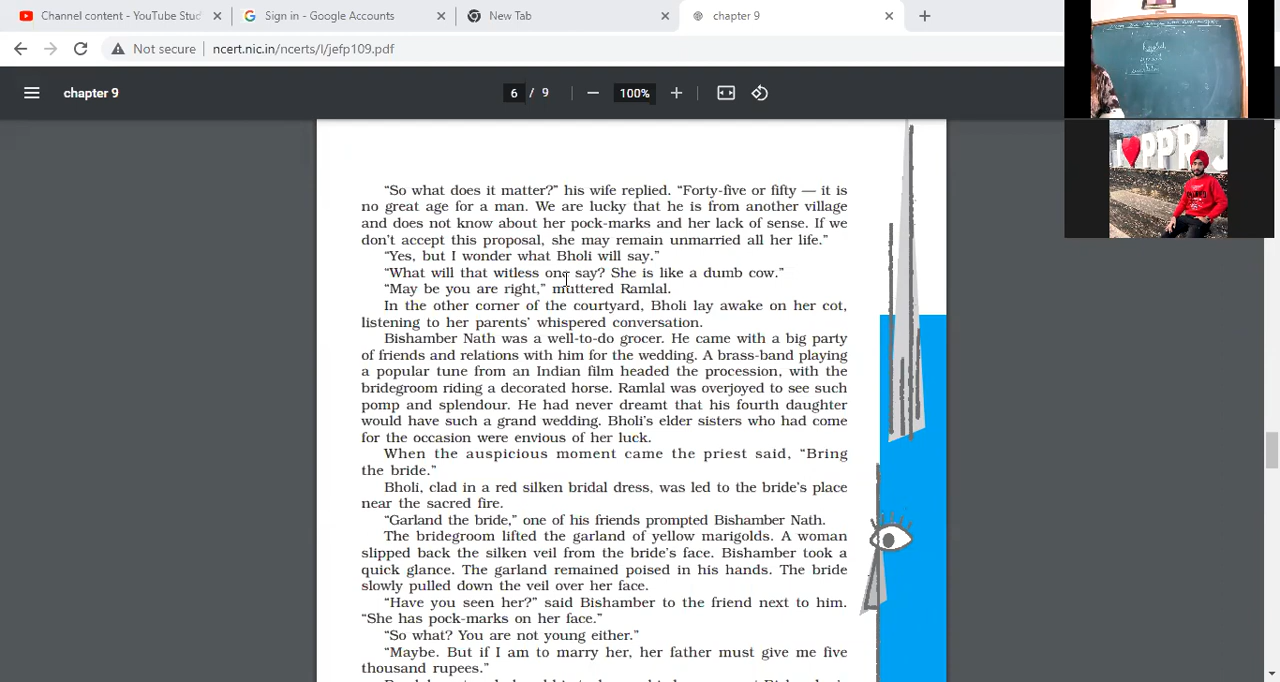 Channel content - YouTube Stud
Sign in - Google Accounts
New Tab
chapter 9
Not secure
ncert.nic.in/ncerts/l/jefp109.pdf
chapter 9
6 / 9
100%
I PPR
“So what does it matter?” his wife replied. “Forty-five or fifty — it is
no great age for a man. We are lucky that he is from another village
and does not know about her pock-marks and her lack of sense. If we
don’t accept this proposal, she may remain unmarried all her life.”
“Yes, but I wonder what Bholi will say.”
“What will that witless one say? She is like a dumb cow.”
“May be you are right,” muttered Ramlal.
In the other corner of the courtyard, Bholi lay awake on her cot,
listening to her parents’ whispered conversation.
Bishamber Nath was a well-to-do grocer. He came with a big party
of friends and relations with him for the wedding. A brass-band playing
a popular tune from an Indian film headed the procession, with the
bridegroom riding a decorated horse. Ramlal was overjoyed to see such
pomp and splendour. He had never dreamt that his fourth daughter
would have such a grand wedding. Bholi’s elder sisters who had come
for the occasion were envious of her luck.
When the auspicious moment came the priest said, “Bring
the bride.”
Bholi, clad in a red silken bridal dress, was led to the bride’s place
near the sacred fire.
“Garland the bride,” one of his friends prompted Bishamber Nath.
The bridegroom lifted the garland of yellow marigolds. A woman
slipped back the silken veil from the bride’s face. Bishamber took a
quick glance. The garland remained poised in his hands. The bride
slowly pulled down the veil over her face.
“Have you seen her?” said Bishamber to the friend next to him.
“She has pock-marks on her face.”
“So what? You are not young either.”
“Maybe. But if I am to marry her, her father must give me five
thousand rupees.”